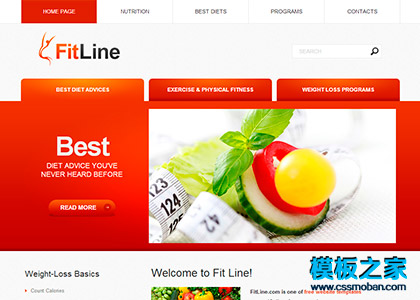 HOME PAGE NUTRITION BEST DIETS PROGRAMS CONTACTS
FitLine
SEARCH
BEST DIET ADVICES EXERCISE & PHYSICAL FITNESS WEIGHT LOSS PROGRAMS
Best
DIET ADVICE YOU'VE
NEVER HEARD BEFORE
READ MORE
124
123
122
Weight-Loss Basics
Count Calories
Welcome to Fit Line!
FitLine.com is one of free website templates
模板之家
www.cssmoban.com